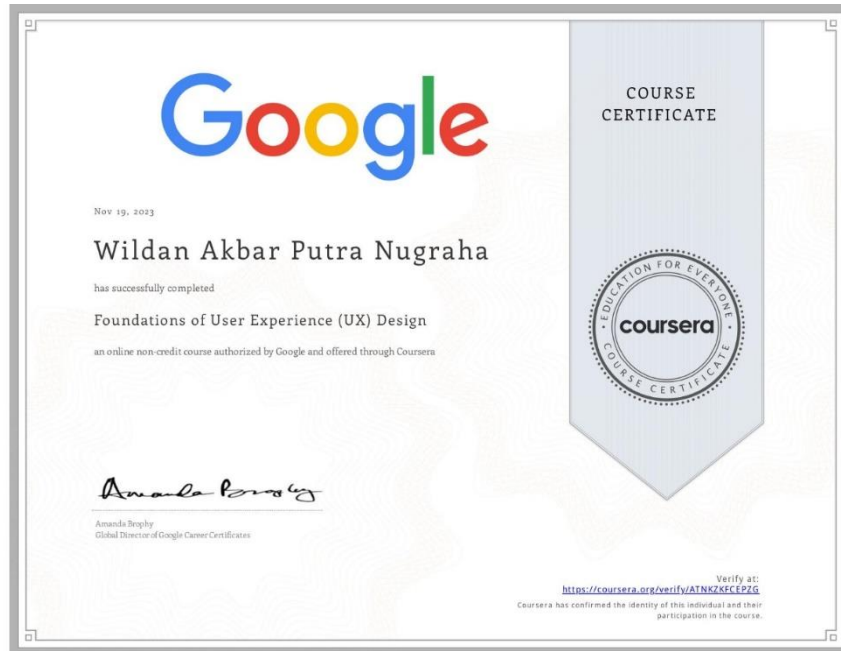 Google
COURSE
CERTIFICATE
Nov 19, 2023
Wildan Akbar Putra Nugraha
has successfully completed
Foundations of User Experience (UX) Design
an online non-credit course authorized by Google and offered through Coursera
EDUCATION FOR EVERYONE
coursera
COURSE CERTIFICATE
Amanda Brophy
Amanda Brophy
Global Director of Google Career Certificates
Verify at:
https://coursera.org/verify/ATNKZKFCEPZG
Coursera has confirmed the identity of this individual and their
participation in the course.